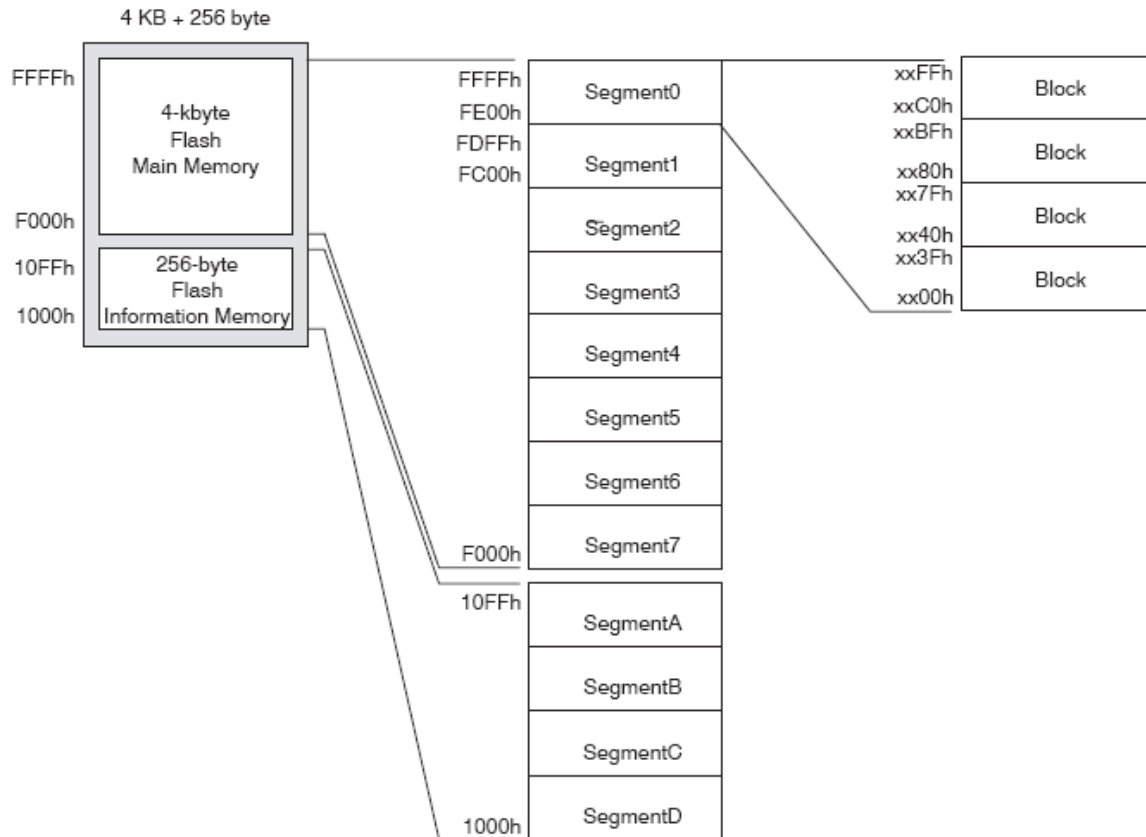 4 KB + 256 byte
FFFFh
4-kbyte
Flash
Main Memory
F000h
10FFh
256-byte
Flash
Information Memory
1000h
FFFFh
Segment0
FE00h
FDFFh
Segment1
FC00h
Segment2
Segment3
Segment4
Segment5
Segment6
Segment7
F000h
10FFh
SegmentA
SegmentB
SegmentC
SegmentD
1000h
xxFFh
Block
xxC0h
xxBFh
Block
xx80h
xx7Fh
Block
xx40h
xx3Fh
Block
xx00h